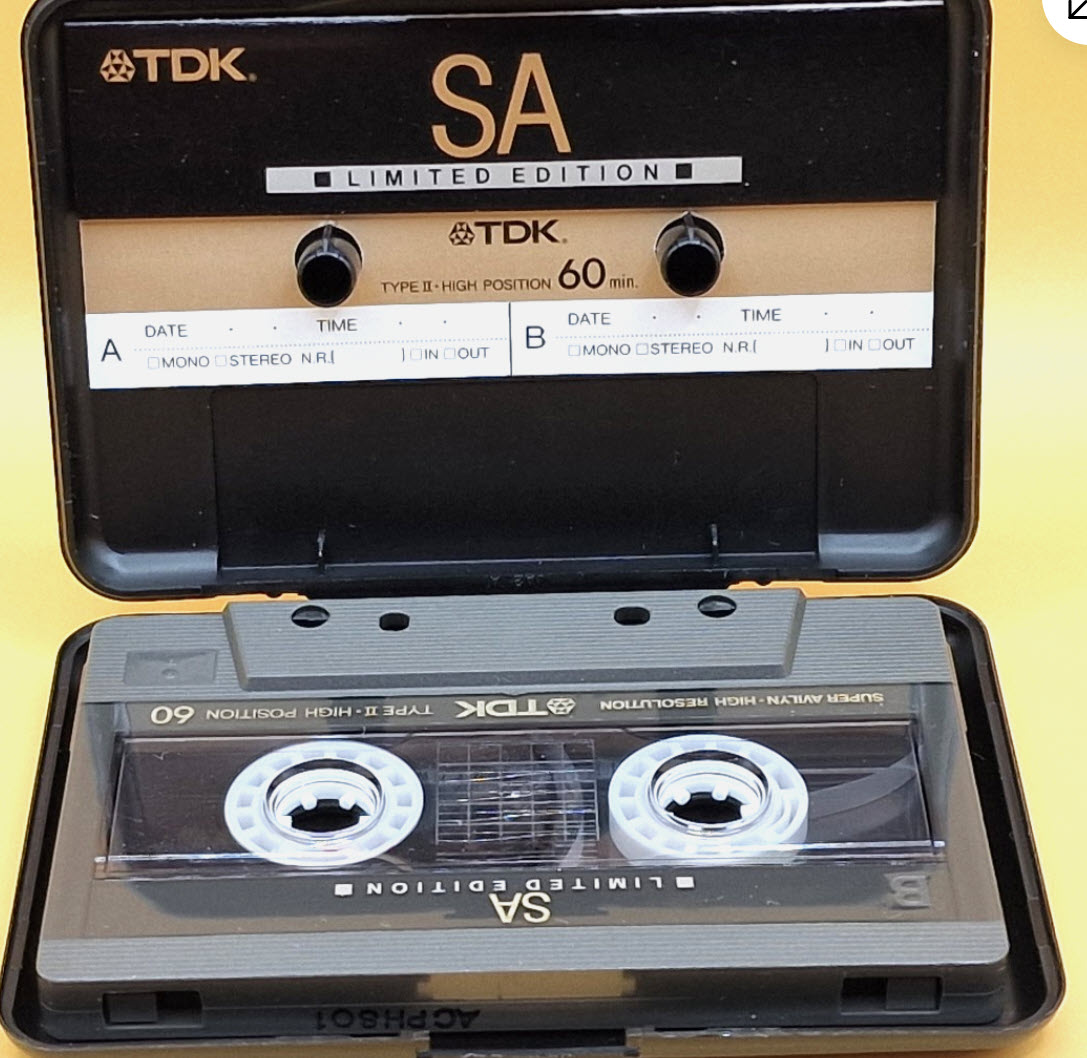 TDK®
SA
■ LIMITED EDITION ■
TDK®
TYPE II・HIGH POSITION 60 min.
A DATE . . TIME . .
□MONO □STEREO N.R.[ ] □IN □OUT
B DATE . . TIME . .
□MONO □STEREO N.R.[ ] □IN □OUT
SUPER AVILYN・HIGH RESOLUTION TDK TYPE II・HIGH POSITION 60
■ LIMITED EDITION ■
SA
B
ACPH801